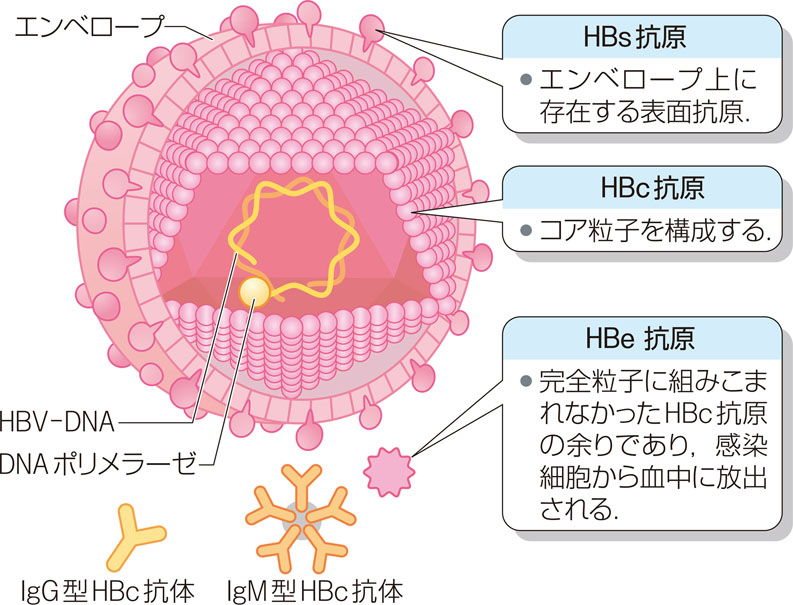 エンベロープ
HBs抗原
● エンベロープ上に
存在する表面抗原.
HBc抗原
● コア粒子を構成する.
HBe 抗原
● 完全粒子に組みこま
れなかったHBc抗原
の余りであり，感染
細胞から血中に放出
される.
HBV-DNA
DNAポリメラーゼ
IgG型HBc抗体
IgM型HBc抗体